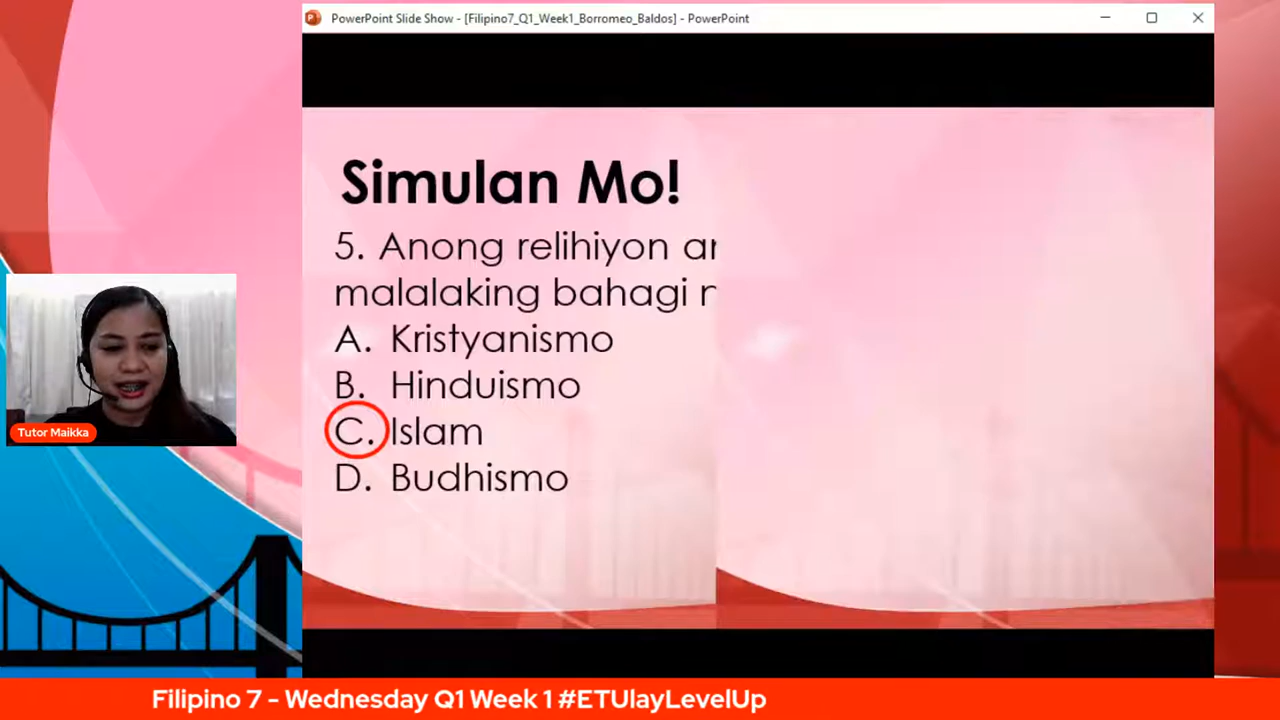 PowerPoint Slide Show - [Filipino7_Q1_Week1_Borromeo_Baldos] - PowerPoint
Simulan Mo!
5. Anong relihiyon
malalaking bahagi
A. Kristyanismo
B. Hinduismo
C. Islam
D. Budhismo
Tutor Maikka
Filipino 7 - Wednesday Q1 Week 1 #ETUlayLevelUp